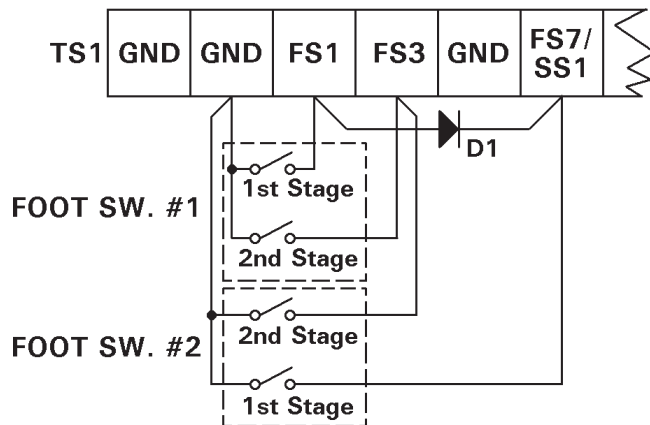 TS1 GND GND FS1 FS3 GND FS7/
SS1
D1
1st Stage
FOOT SW. #1
2nd Stage
2nd Stage
FOOT SW. #2
1st Stage